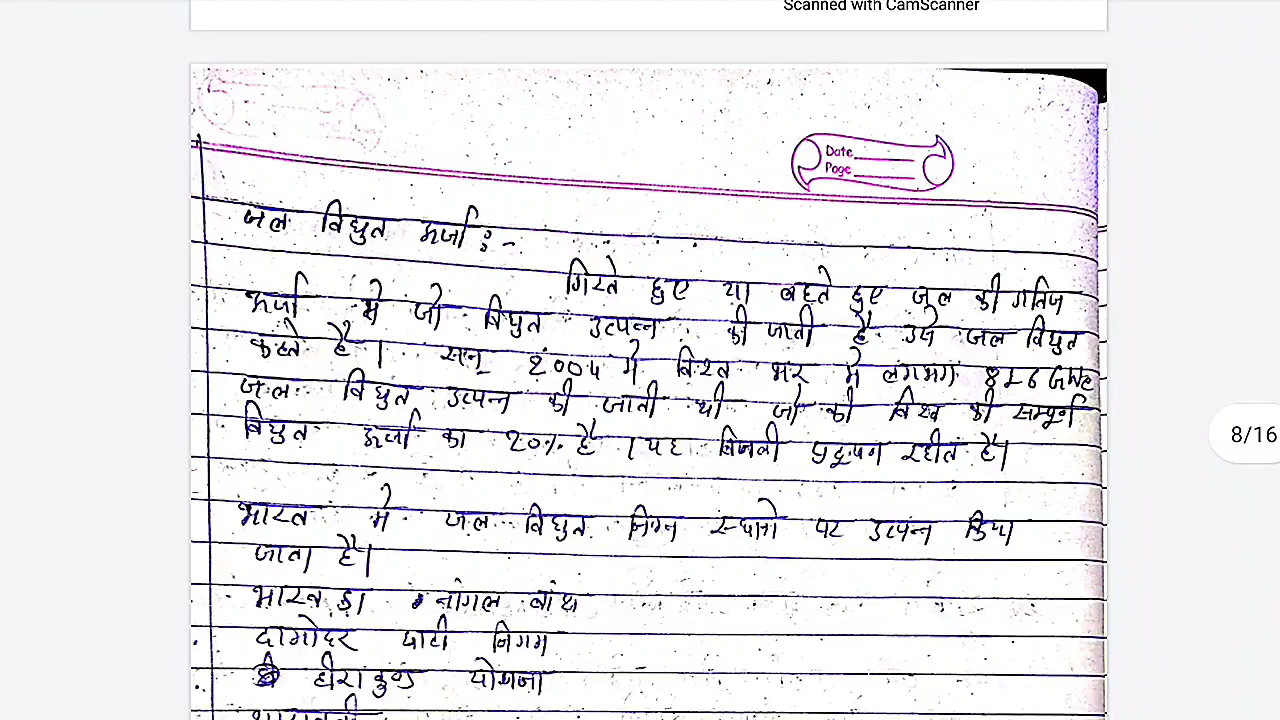 Scanned with CamScanner
Date
Page
जल विद्युत ऊर्जा :-
गिरते हुए या बहते हुए जल की गतिज
ऊर्जा से जो विद्युत उत्पन्न की जाती है उसे जल विद्युत
कहते है । सन् 2005 मे विश्व भर मे लगभग 816 GWe
जल विद्युत उत्पन्न की जाती थी जो की विश्व की सम्पूर्ण
विद्युत ऊर्जा का 20% है । यह बिजली प्रदूषण रहीत है।
भारत मे जल विद्युत निम्न स्थानो पर उत्पन्न किया
जाता है।
भारवड़ा नांगल बांध
दामोदर घाटी निगम
हीराकुण्ड योजना
8/16